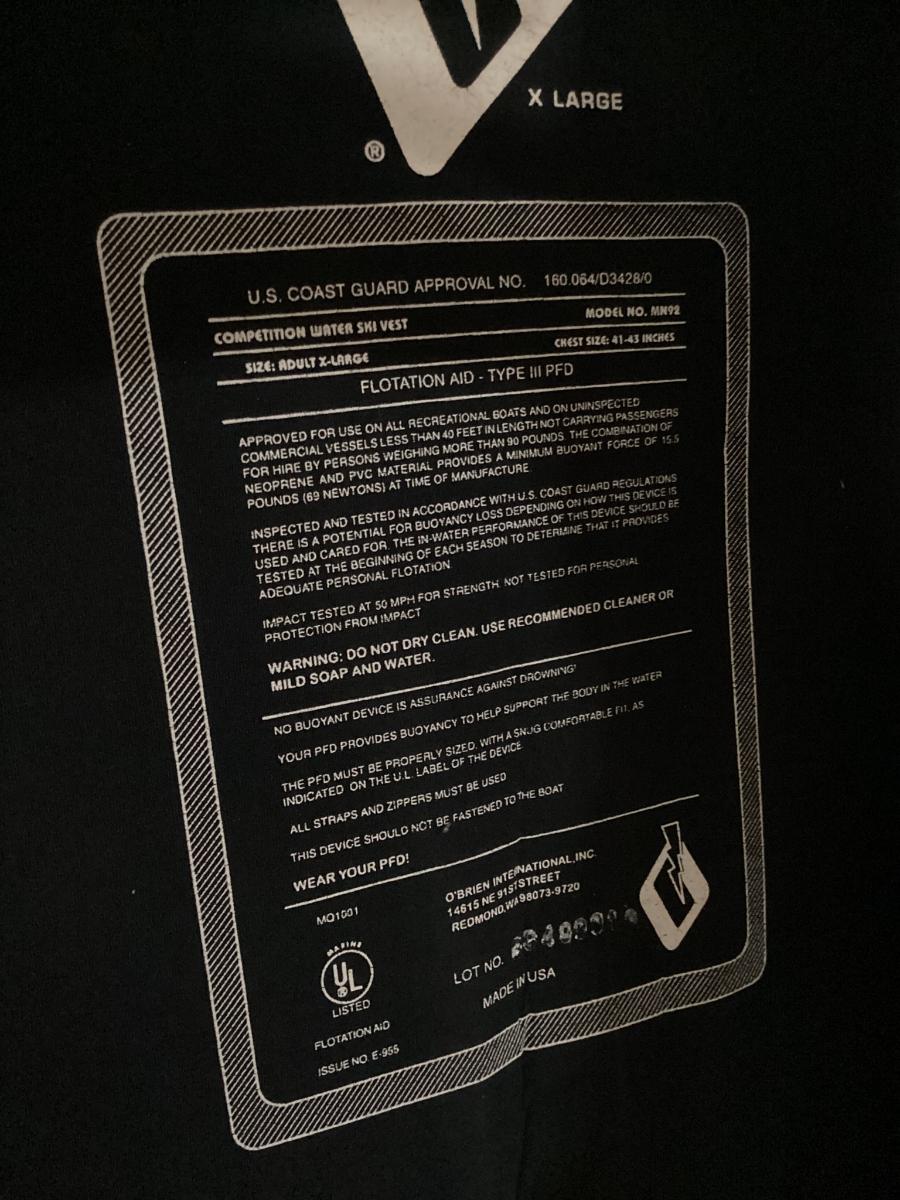 X LARGE
®
U.S. COAST GUARD APPROVAL NO. 160.064/D3428/0
COMPETITION WATER SKI VEST MODEL NO. MN92
SIZE: ADULT X-LARGE CHEST SIZE: 41-43 INCHES
FLOTATION AID - TYPE III PFD
APPROVED FOR USE ON ALL RECREATIONAL BOATS AND ON UNINSPECTED
COMMERCIAL VESSELS LESS THAN 40 FEET IN LENGTH NOT CARRYING PASSENGERS
FOR HIRE BY PERSONS WEIGHING MORE THAN 90 POUNDS. THE COMBINATION OF
NEOPRENE AND PVC MATERIAL PROVIDES A MINIMUM BUOYANT FORCE OF 15.5
POUNDS (69 NEWTONS) AT TIME OF MANUFACTURE
INSPECTED AND TESTED IN ACCORDANCE WITH U.S. COAST GUARD REGULATIONS
THERE IS A POTENTIAL FOR BUOYANCY LOSS DEPENDING ON HOW THIS DEVICE IS
USED AND CARED FOR. THE IN-WATER PERFORMANCE OF THIS DEVICE SHOULD BE
TESTED AT THE BEGINNING OF EACH SEASON TO DETERMINE THAT IT PROVIDES
ADEQUATE PERSONAL FLOTATION
IMPACT TESTED AT 50 MPH FOR STRENGTH. NOT TESTED FOR PERSONAL
PROTECTION FROM IMPACT
WARNING: DO NOT DRY CLEAN. USE RECOMMENDED CLEANER OR
MILD SOAP AND WATER.
NO BUOYANT DEVICE IS ASSURANCE AGAINST DROWNING!
YOUR PFD PROVIDES BUOYANCY TO HELP SUPPORT THE BODY IN THE WATER
THE PFD MUST BE PROPERLY SIZED, WITH A SNUG COMFORTABLE FIT, AS
INDICATED ON THE U.L. LABEL OF THE DEVICE
ALL STRAPS AND ZIPPERS MUST BE USED
THIS DEVICE SHOULD NOT BE FASTENED TO THE BOAT
WEAR YOUR PFD!
MQ1001
MARINE
UL
®
LISTED
FLOTATION AID
ISSUE NO. E-955
O'BRIEN INTERNATIONAL, INC.
14615 NE 91ST STREET
REDMOND, WA 98073-9720
LOT NO.
MADE IN USA